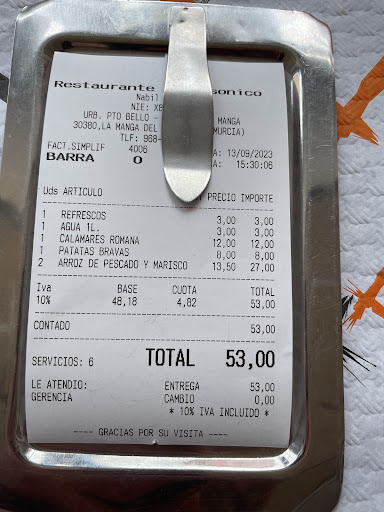 Restaurante sonico
Nabil
NIE: X8
URB. PTO BELLO - MANGA
30380,LA MANGA DEL MURCIA)
TLF: 968-
FACT.SIMPLIF 4006 A: 13/09/2023
BARRA 0 A: 15:30:06
Uds ARTICULO PRECIO IMPORTE
1 REFRESCOS 3,00 3,00
1 AGUA 1L. 3,00 3,00
1 CALAMARES ROMANA 12,00 12,00
1 PATATAS BRAVAS 8,00 8,00
2 ARROZ DE PESCADO Y MARISCO 13,50 27,00
Iva BASE CUOTA TOTAL
10% 48,18 4,82 53,00
CONTADO 53,00
SERVICIOS: 6 TOTAL 53,00
LE ATENDIO: ENTREGA 53,00
GERENCIA CAMBIO 0,00
* 10% IVA INCLUIDO *
---- GRACIAS POR SU VISITA ----